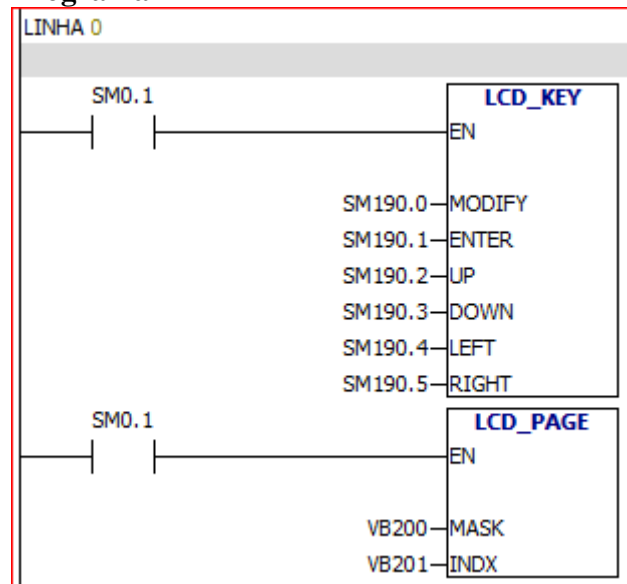 LINHA 0
SM0.1
LCD_KEY
EN
SM190.0 MODIFY
SM190.1 ENTER
SM190.2 UP
SM190.3 DOWN
SM190.4 LEFT
SM190.5 RIGHT
SM0.1
LCD_PAGE
EN
VB200 MASK
VB201 INDX